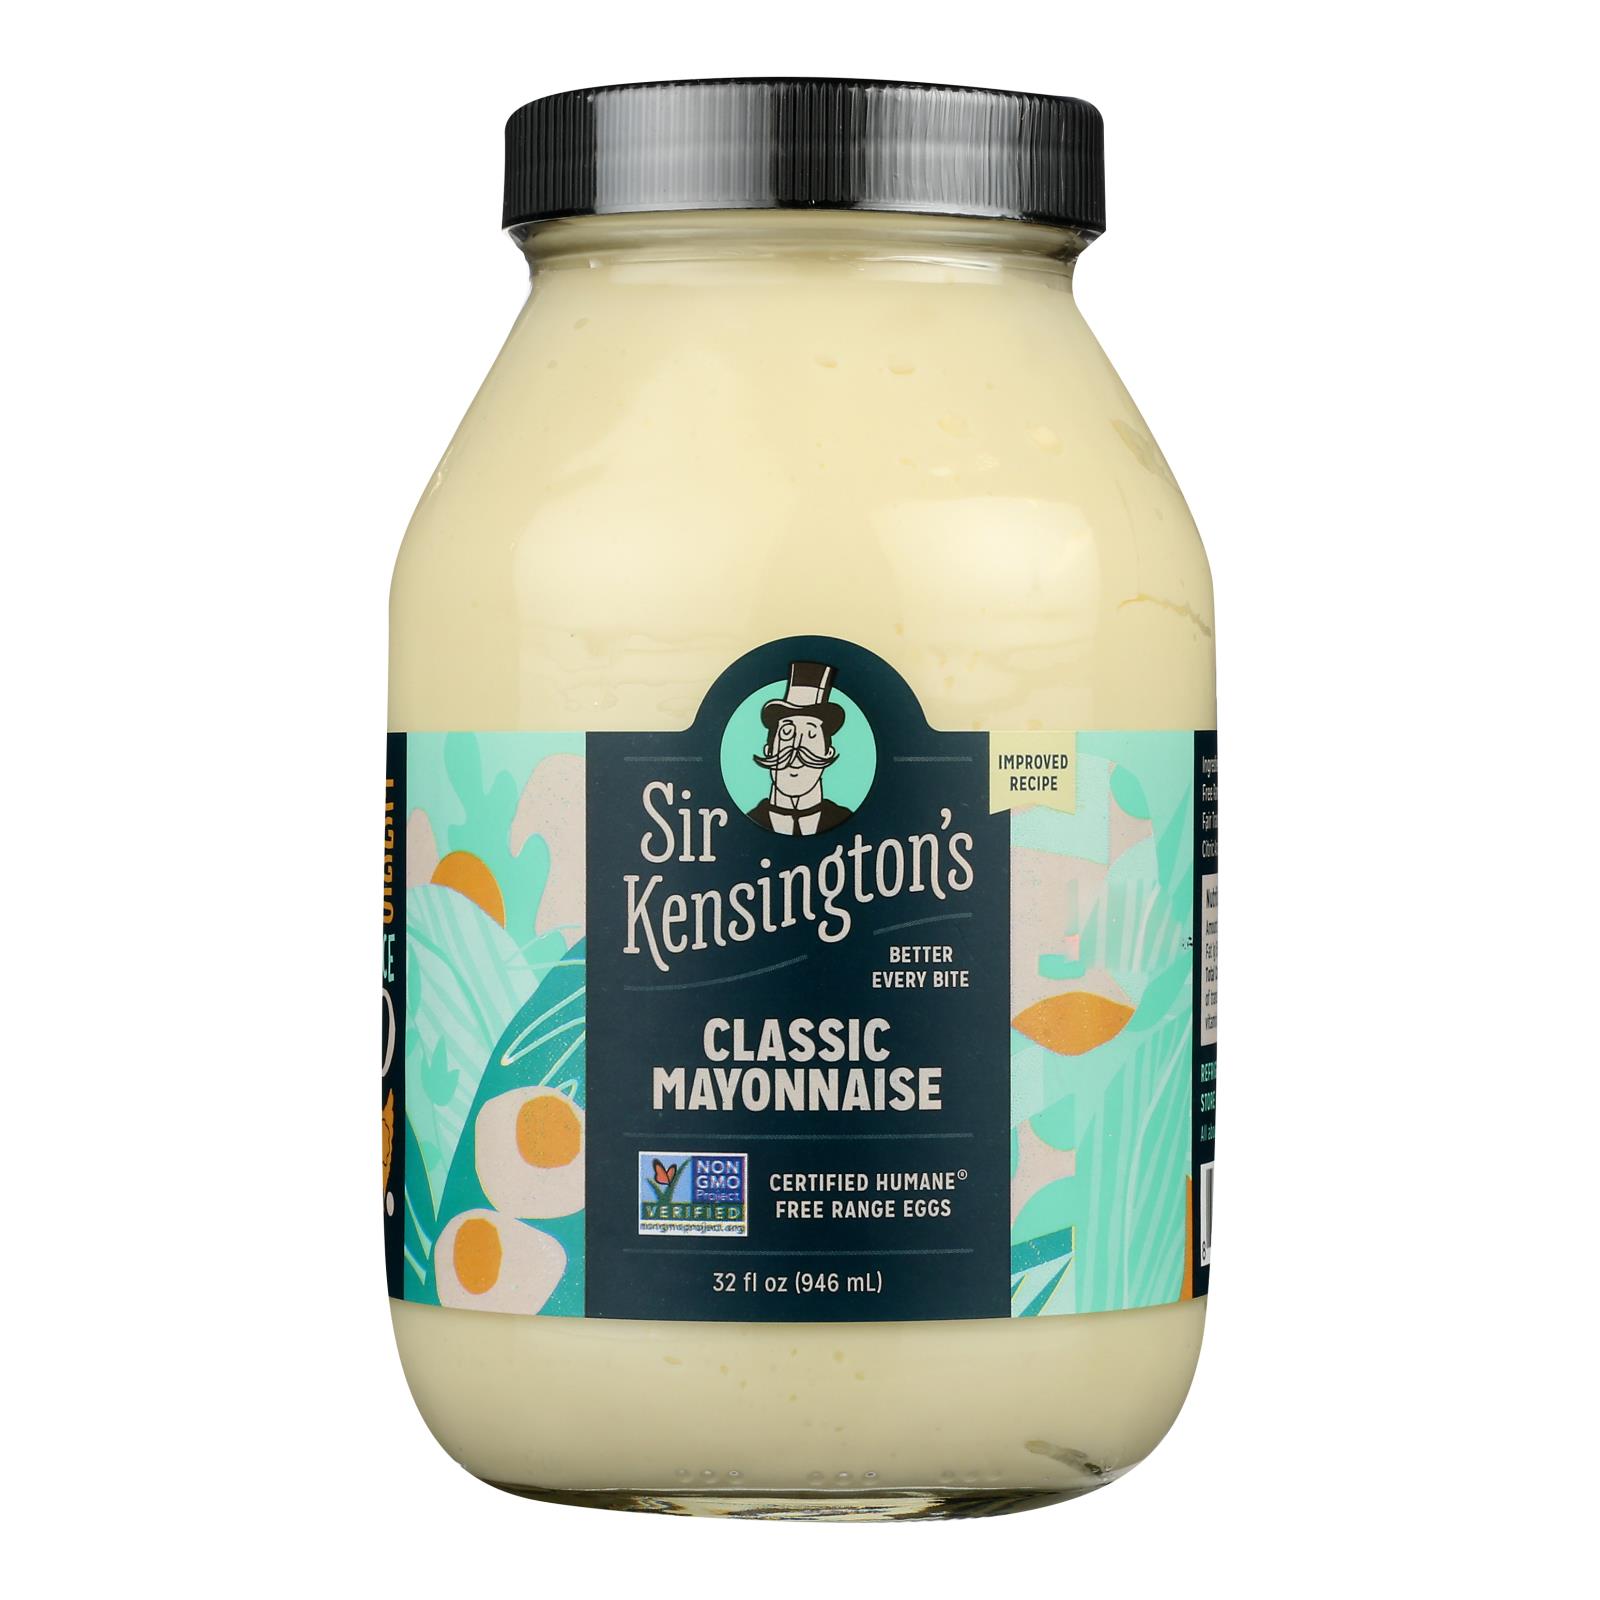 IMPROVED
RECIPE
Sir
Kensington's
BETTER
EVERY BITE
CLASSIC
MAYONNAISE
NON
GMO
Project
VERIFIED
nongmoproject.org
CERTIFIED HUMANE®
FREE RANGE EGGS
32 fl oz (946 mL)